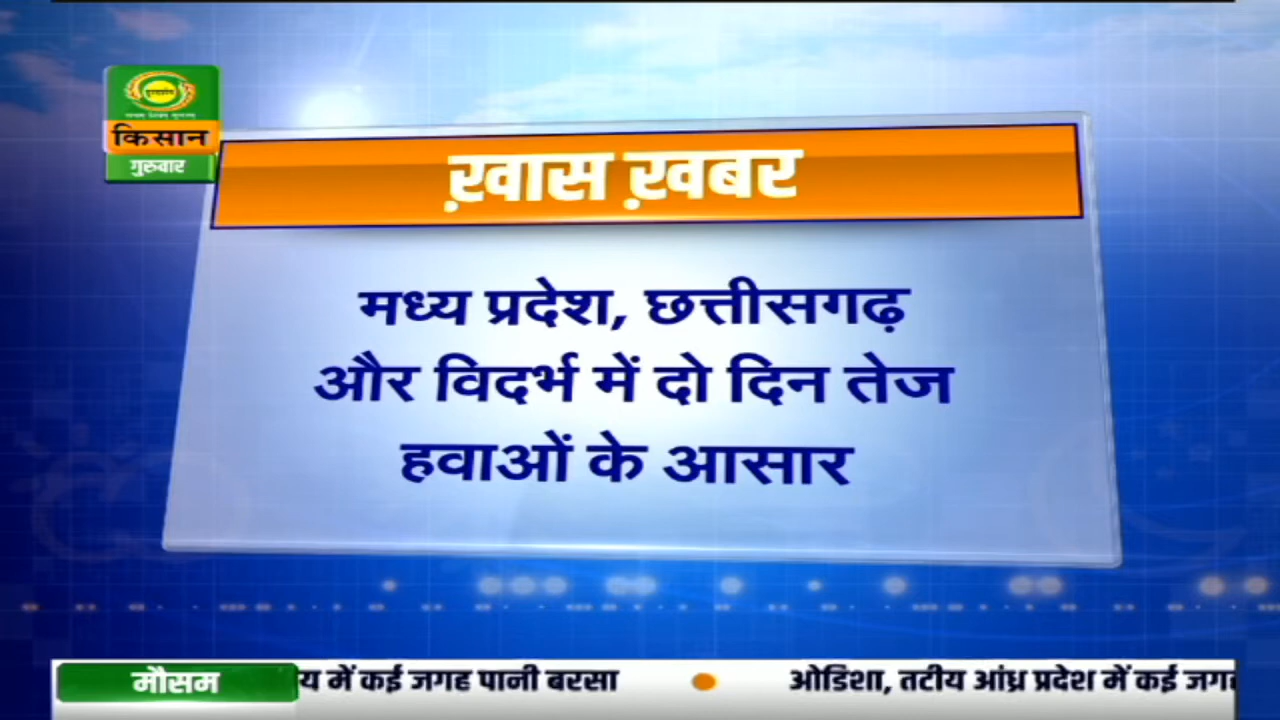 किसान
गुरुवार
ख़ास ख़बर
मध्य प्रदेश, छत्तीसगढ़
और विदर्भ में दो दिन तेज
हवाओं के आसार
मौसम
में कई जगह पानी बरसा
ओडिशा, तटीय आंध्र प्रदेश में कई